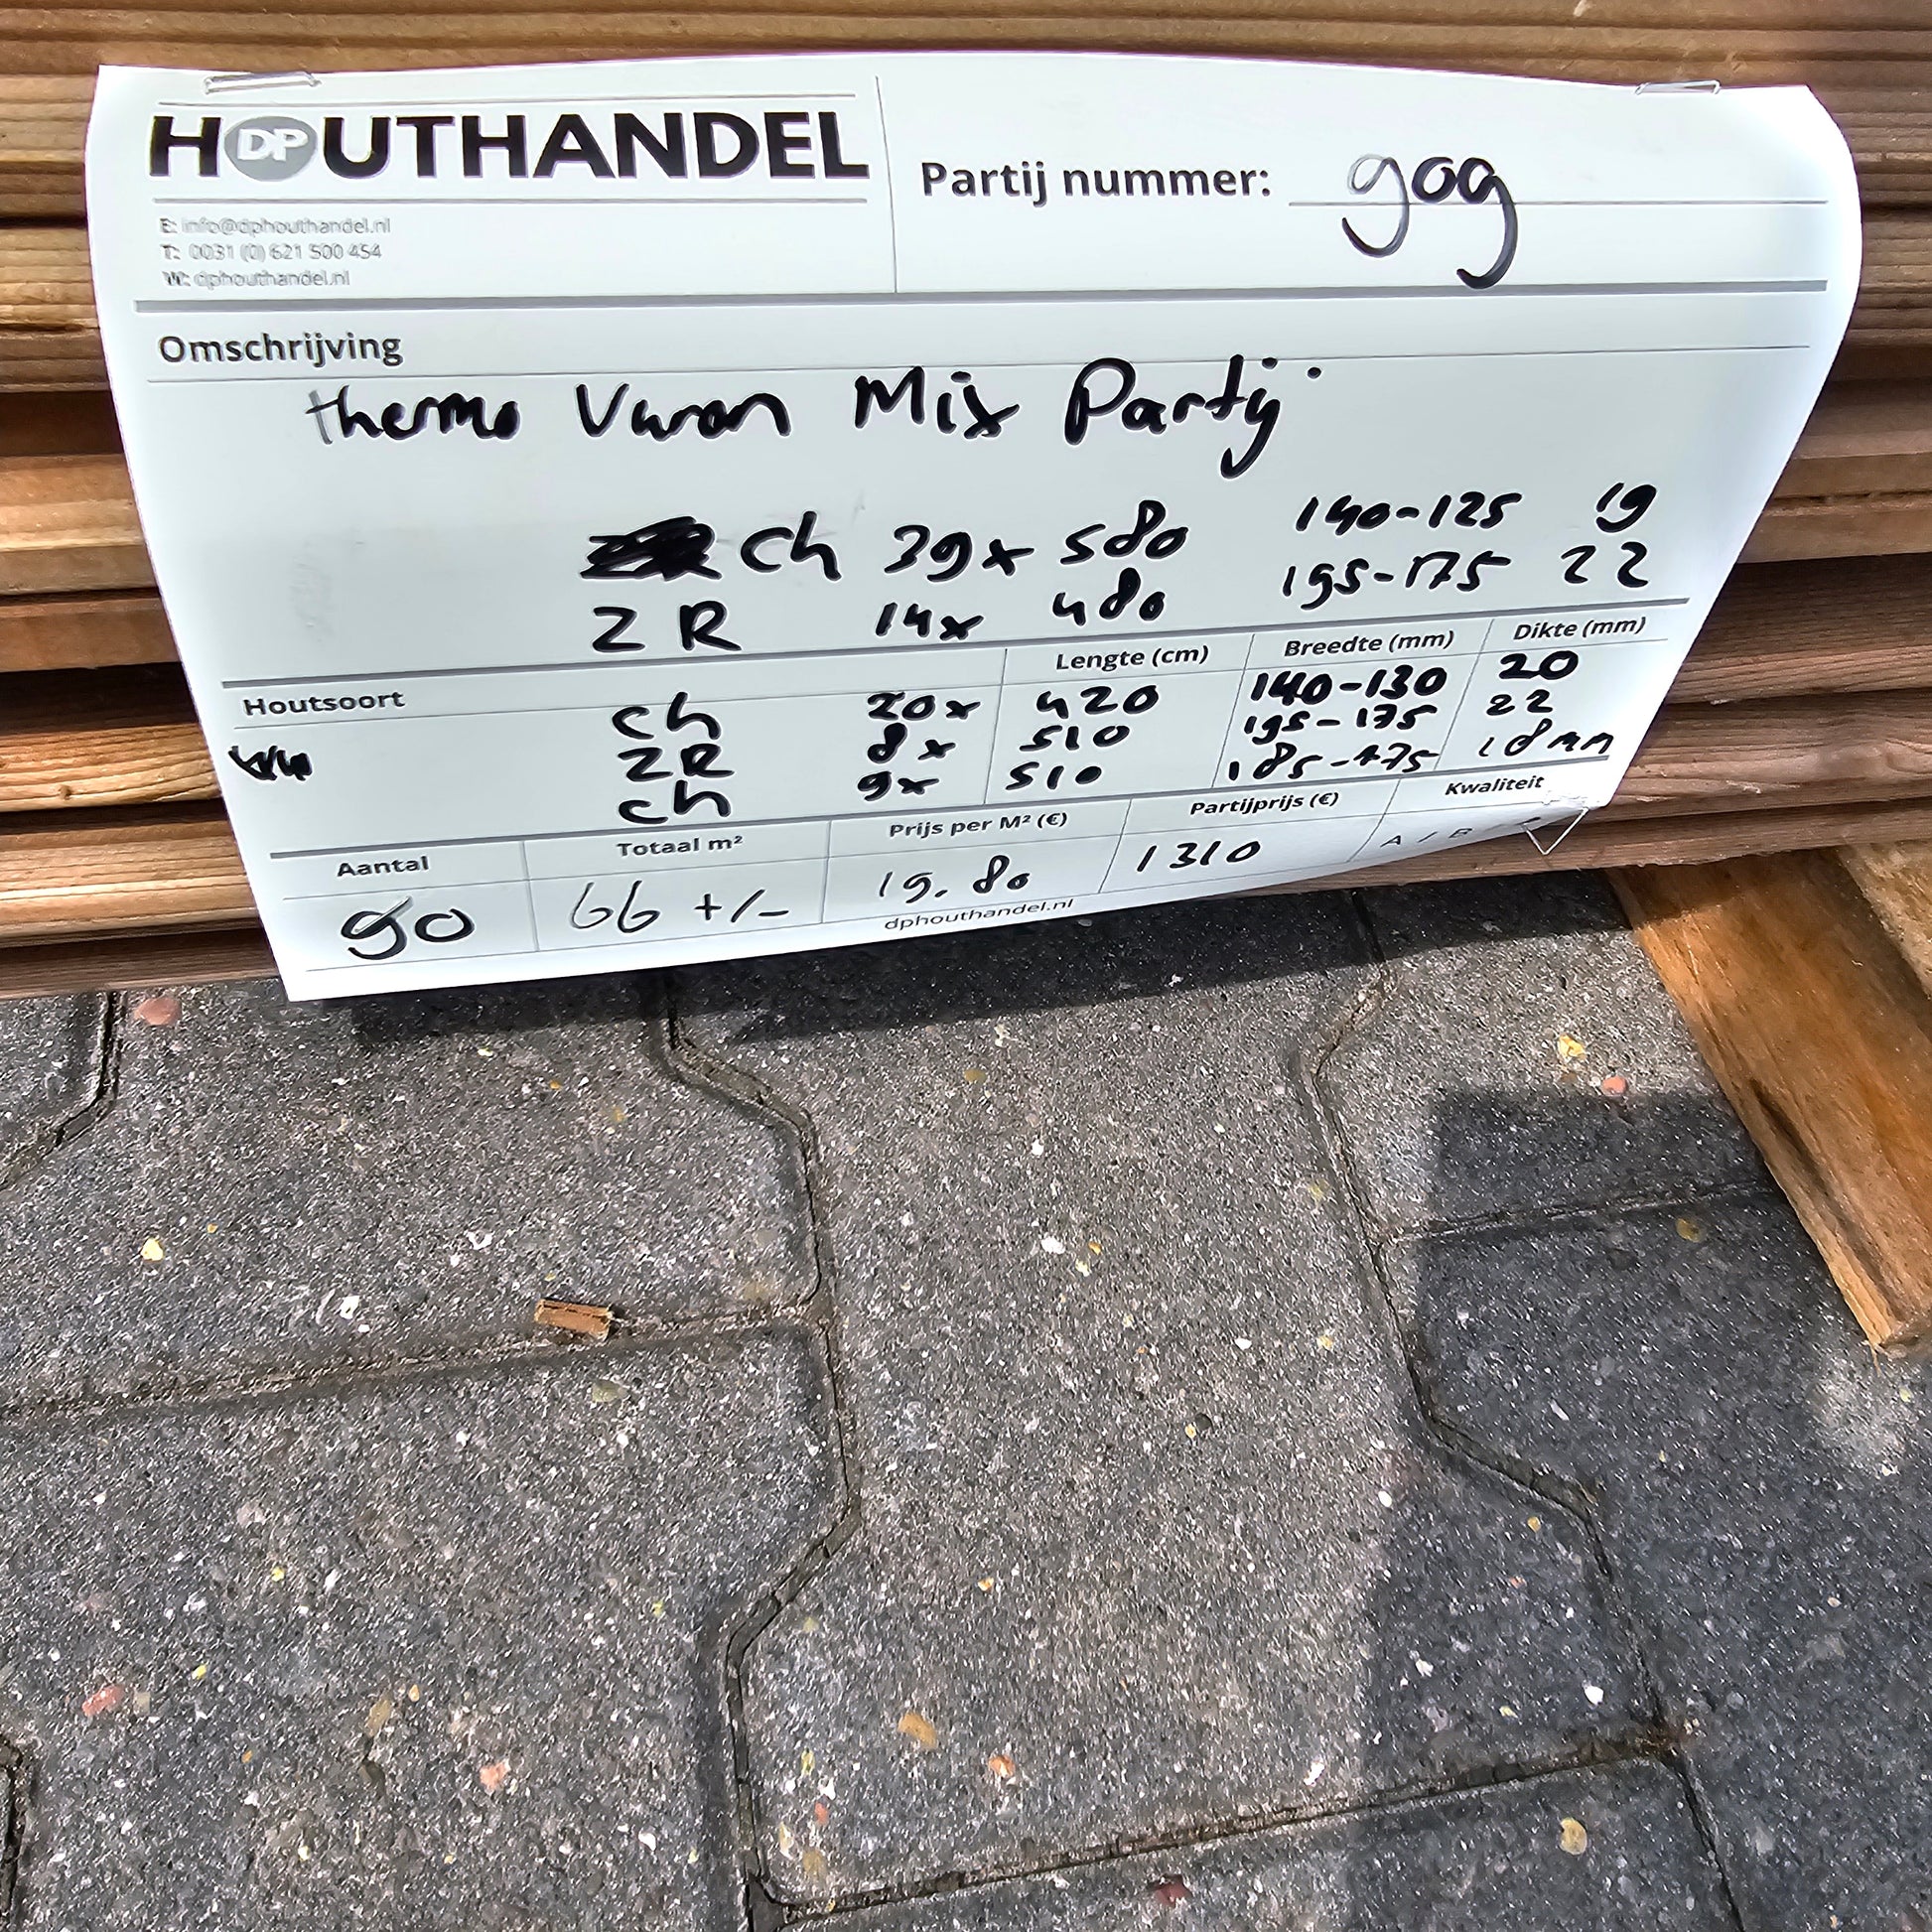 HOUTHANDEL
DP
E: info@dphouthandel.nl
T: 0031 (0) 621 500 454
W: dphouthandel.nl
Partij nummer: 909
Omschrijving
thermo Vuren Mix Partij
Ch 39x 580 140-125 19
ZR 14x 480 195-175 22
Houtsoort Lengte (cm) Breedte (mm) Dikte (mm)
ch 20x 420 140-130 20
ZR 8x 510 195-175 22
ch 9x 510 185-175 18mm
Aantal Totaal m² Prijs per M² (€) Partijprijs (€) Kwaliteit
90 66 +/- 19.80 1310 A / B
dphouthandel.nl